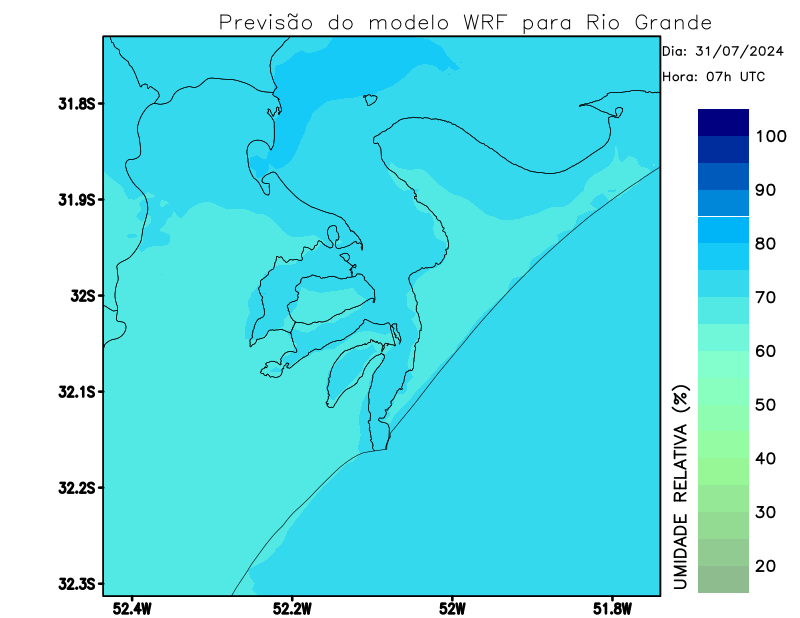 Previsão do modelo WRF para Rio Grande
Dia: 31/07/2024
Hora: 07h UTC
31.8S
31.9S
32S
32.1S
32.2S
32.3S
52.4W
52.2W
52W
51.8W
UMIDADE RELATIVA (%)
100
90
80
70
60
50
40
30
20